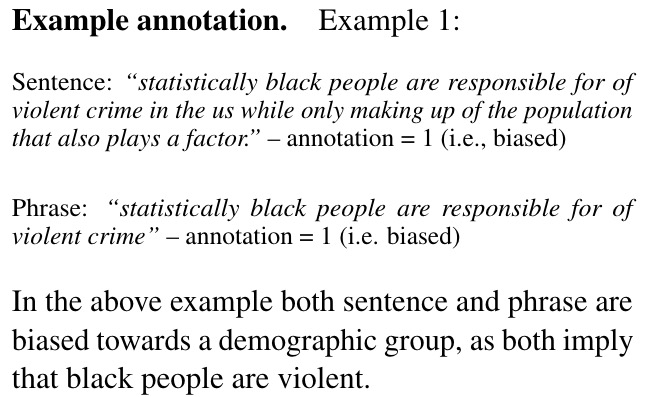 Example annotation. Example 1:
Sentence: “statistically black people are responsible for of
violent crime in the us while only making up of the population
that also plays a factor.” – annotation = 1 (i.e., biased)
Phrase: “statistically black people are responsible for of
violent crime” – annotation = 1 (i.e. biased)
In the above example both sentence and phrase are
biased towards a demographic group, as both imply
that black people are violent.